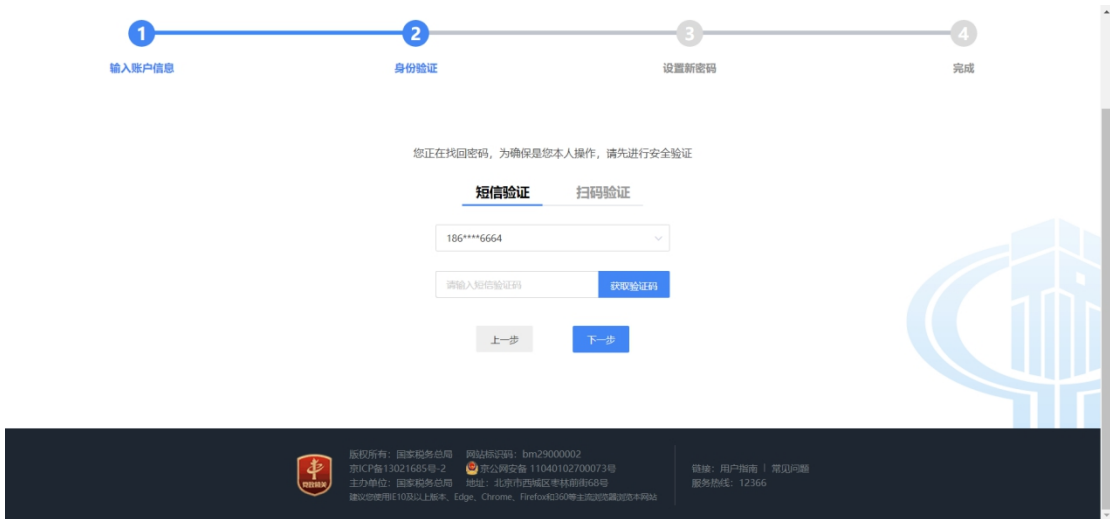 1 2 3 4
输入账户信息 身份验证 设置新密码 完成
您正在找回密码，为确保是您本人操作，请先进行安全验证
短信验证 扫码验证
186****6664
请输入短信验证码 获取验证码
上一步 下一步
版权所有：国家税务总局 网站标识码：bm29000002
京ICP备13021685号-2 京公网安备 11040102700073号
主办单位：国家税务总局 地址：北京市西城区枣林前街68号
建议您使用IE10及以上版本、Edge、Chrome、Firefox和360等主流浏览器浏览本网站
链接：用户指南 | 常见问题
服务热线：12366
党政机关